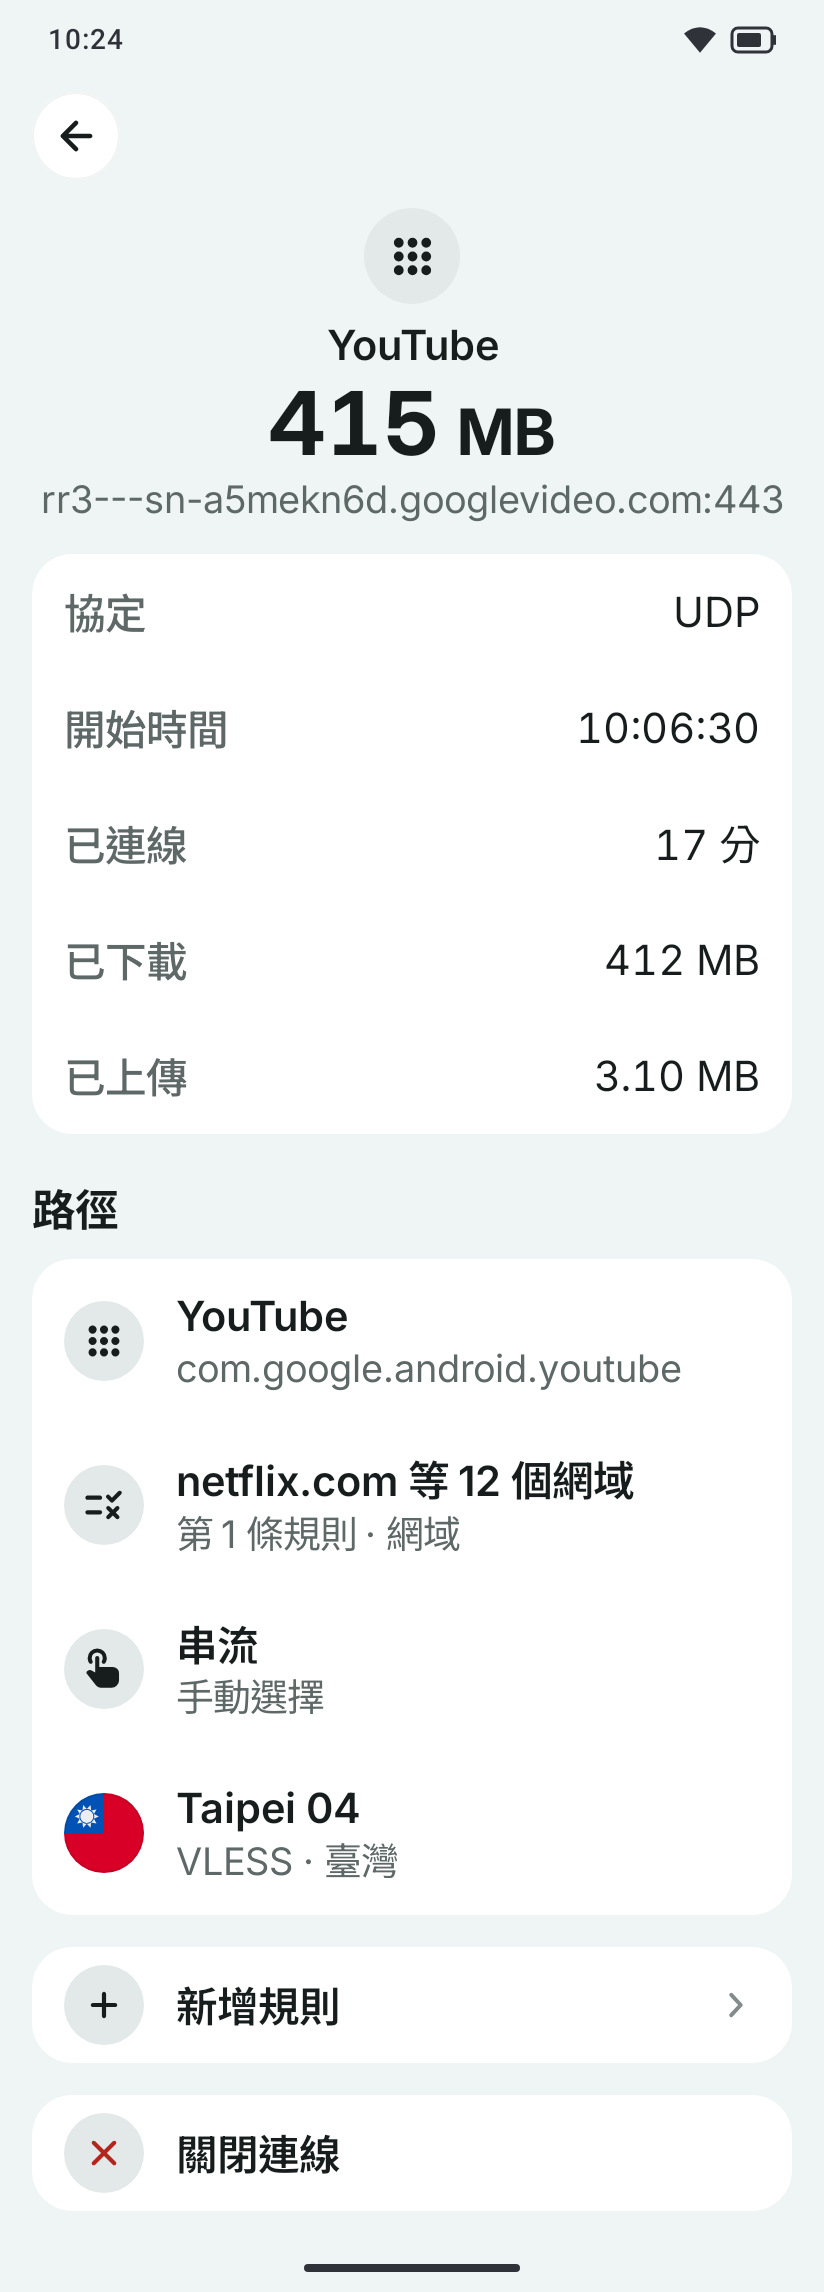 10:24
YouTube
415 MB
rr3---sn-a5mekn6d.googlevideo.com:443
協定
UDP
開始時間
10:06:30
已連線
17 分
已下載
412 MB
已上傳
3.10 MB
路徑
YouTube
com.google.android.youtube
netflix.com 等 12 個網域
第 1 條規則 · 網域
串流
手動選擇
Taipei 04
VLESS · 臺灣
新增規則
關閉連線